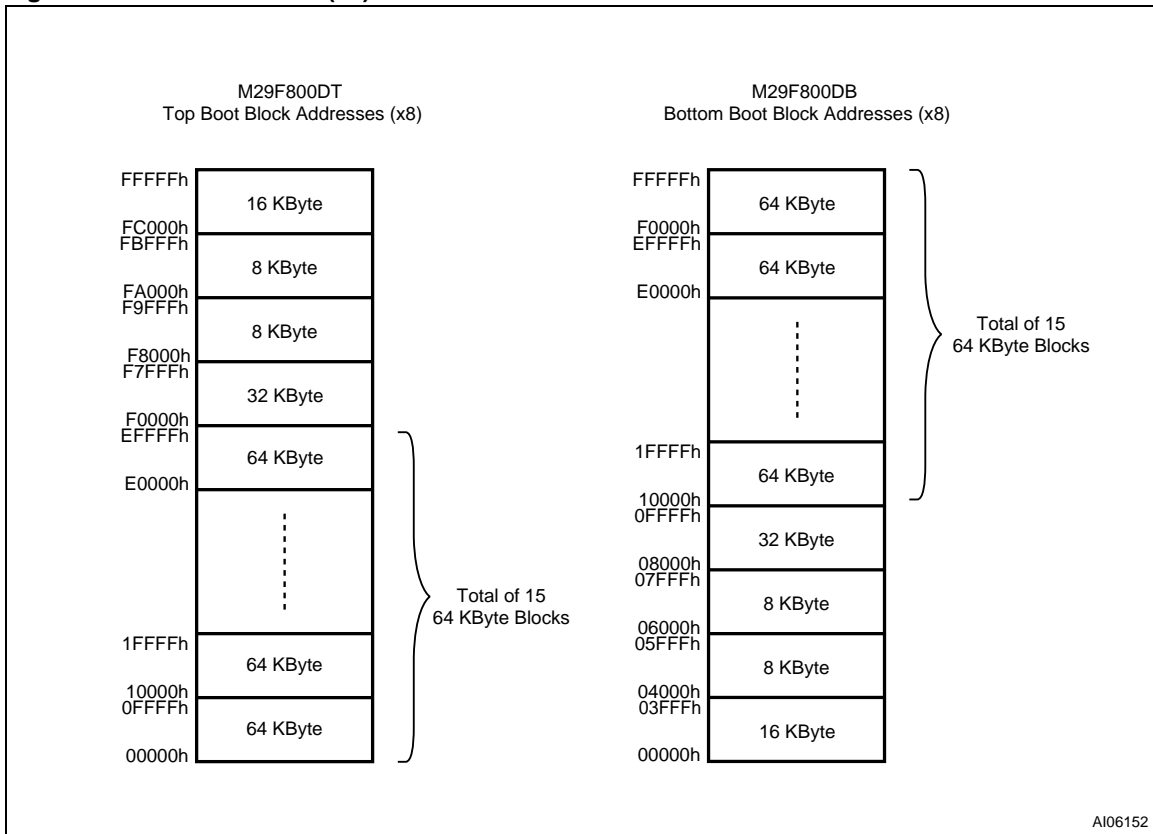 M29F800DT
Top Boot Block Addresses (x8)
FFFFFh
16 KByte
FC000h
FBFFFh
8 KByte
FA000h
F9FFFh
8 KByte
F8000h
F7FFFh
32 KByte
F0000h
EFFFFh
64 KByte
E0000h
Total of 15
64 KByte Blocks
1FFFFh
64 KByte
10000h
0FFFFh
64 KByte
00000h
M29F800DB
Bottom Boot Block Addresses (x8)
FFFFFh
64 KByte
F0000h
EFFFFh
64 KByte
E0000h
Total of 15
64 KByte Blocks
1FFFFh
64 KByte
10000h
0FFFFh
32 KByte
08000h
07FFFh
8 KByte
06000h
05FFFh
8 KByte
04000h
03FFFh
16 KByte
00000h
AI06152